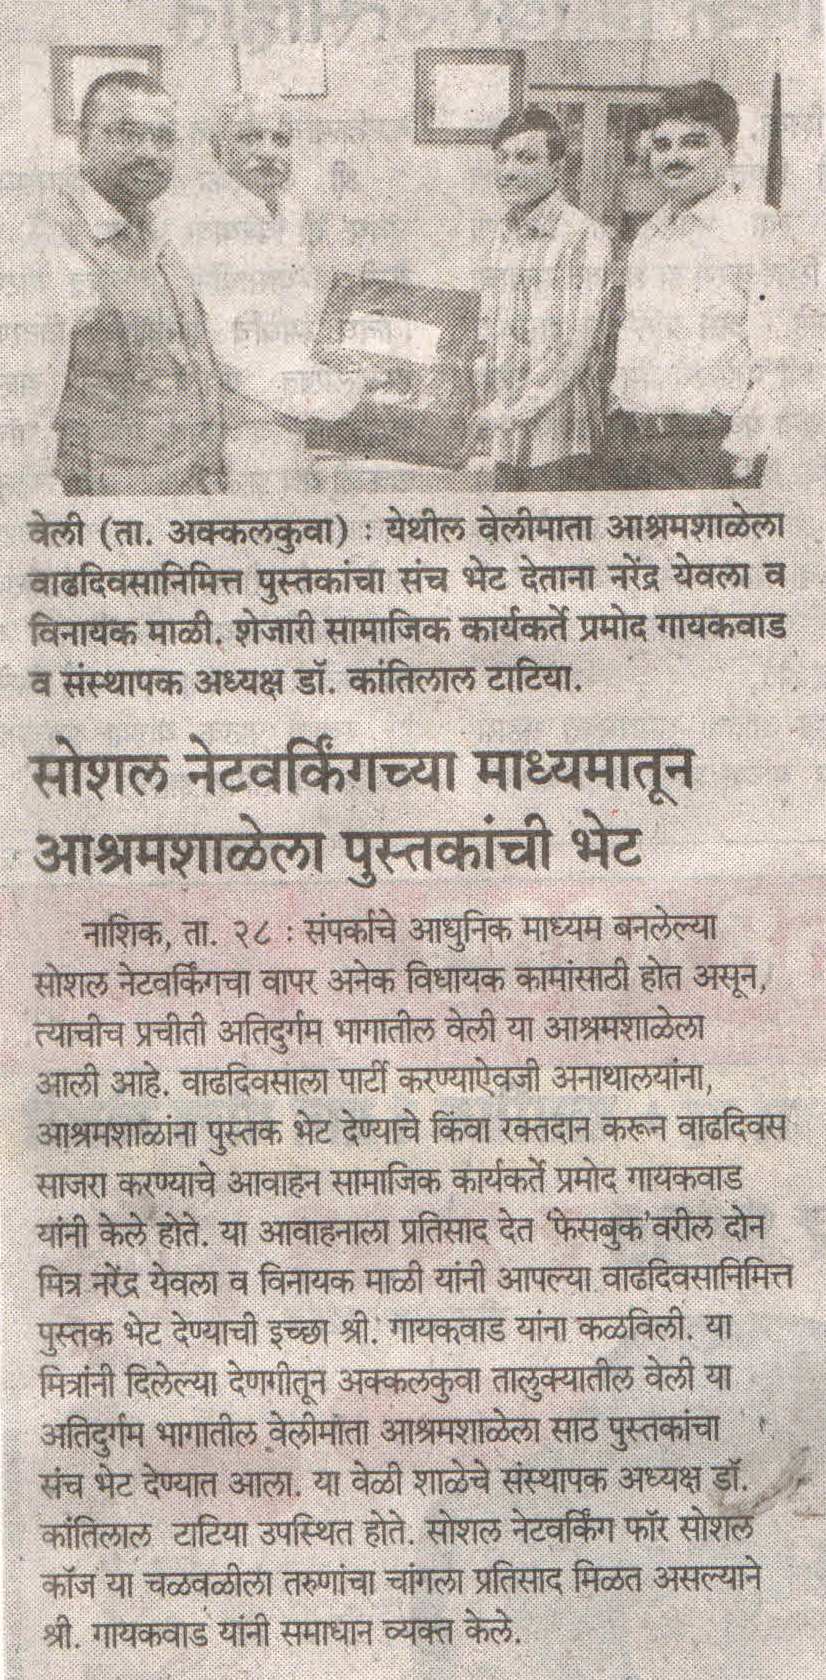 वेली (ता. अक्कलकुवा) : येथील वेलीमाता आश्रमशाळेला
वाढदिवसानिमित्त पुस्तकांचा संच भेट देताना नरेंद्र येवला व
विनायक माळी. शेजारी सामाजिक कार्यकर्ते प्रमोद गायकवाड
व संस्थापक अध्यक्ष डॉ. कांतिलाल टाटिया.
सोशल नेटवर्किंगच्या माध्यमातून
आश्रमशाळेला पुस्तकांची भेट
नाशिक, ता. २८ : संपर्काचे आधुनिक माध्यम बनलेल्या
सोशल नेटवर्किंगचा वापर अनेक विधायक कामांसाठी होत असून,
त्याचीच प्रचीती अतिदुर्गम भागातील वेली या आश्रमशाळेला
आली आहे. वाढदिवसाला पार्टी करण्याऐवजी अनाथालयांना,
आश्रमशाळांना पुस्तक भेट देण्याचे किंवा रक्तदान करून वाढदिवस
साजरा करण्याचे आवाहन सामाजिक कार्यकर्ते प्रमोद गायकवाड
यांनी केले होते. या आवाहनाला प्रतिसाद देत 'फेसबुक'वरील दोन
मित्र नरेंद्र येवला व विनायक माळी यांनी आपल्या वाढदिवसानिमित्त
पुस्तक भेट देण्याची इच्छा श्री. गायकवाड यांना कळविली. या
मित्रांनी दिलेल्या देणगीतून अक्कलकुवा तालुक्यातील वेली या
अतिदुर्गम भागातील वेलीमाता आश्रमशाळेला साठ पुस्तकांचा
संच भेट देण्यात आला. या वेळी शाळेचे संस्थापक अध्यक्ष डॉ.
कांतिलाल टाटिया उपस्थित होते. सोशल नेटवर्किंग फॉर सोशल
कॉज या चळवळीला तरुणांचा चांगला प्रतिसाद मिळत असल्याने
श्री. गायकवाड यांनी समाधान व्यक्त केले.